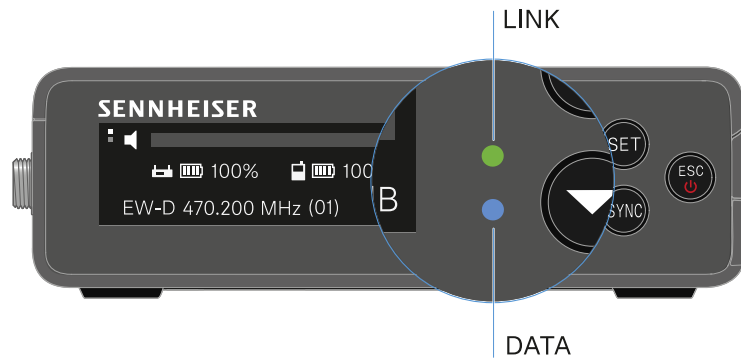 LINK
SENNHEISER
SET
ESC
100% 100
EW-D 470.200 MHz (01) B
SYNC
DATA